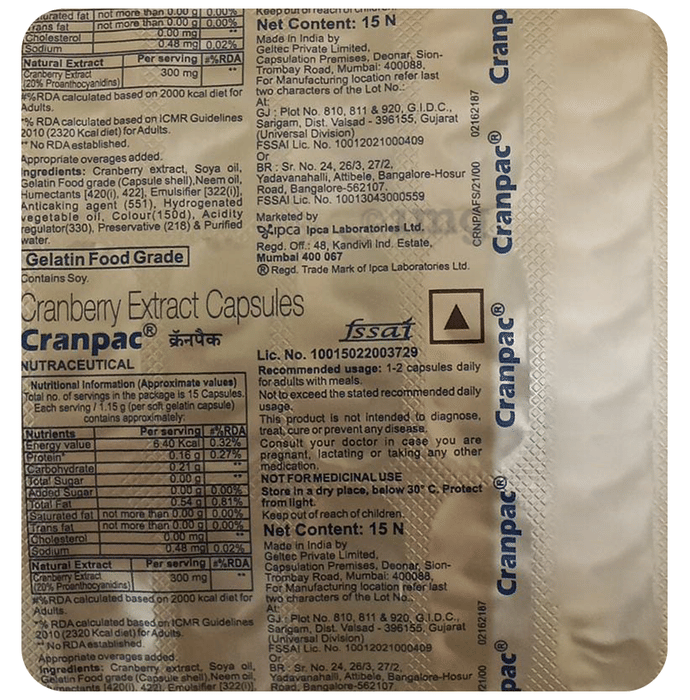 Saturated fat not more than 0.00 g 0.00%
Trans fat not more than 0.00 g 0.00%
Cholesterol 0.00 mg **
Sodium 0.48 mg 0.02%
Natural Extract Per serving #%RDA
Cranberry Extract 300 mg **
(20% Proanthocyanidins)
#%RDA calculated based on 2000 kcal diet for
Adults.
*% RDA calculated based on ICMR Guidelines
2010 (2320 Kcal diet) for Adults.
** No RDA established.
Appropriate overages added.
Ingredients: Cranberry extract, Soya oil,
Gelatin Food grade (Capsule shell),Neem oil,
Humectants [420(i), 422], Emulsifier [322(i)],
Anticaking agent (551), Hydrogenated
vegetable oil, Colour(150d), Acidity
regulator(330), Preservative (218) & Purified
water.
Gelatin Food Grade
Contains Soy.
Keep out of reach of children.
Net Content: 15 N
Made in India by
Geltec Private Limited,
Capsulation Premises, Deonar, Sion-
Trombay Road, Mumbai: 400088.
For Manufacturing location refer last
two characters of the Lot No.:
At:
GJ : Plot No. 810, 811 & 920, G.I.D.C.,
Sarigam, Dist. Valsad - 396155, Gujarat
(Universal Division)
FSSAI Lic. No. 10012021000409
Or
BR : Sr. No. 24, 26/3, 27/2,
Yadavanahalli, Attibele, Bangalore-Hosur
Road, Bangalore-562107.
FSSAI Lic. No. 10013043000559
Marketed by
ipca Ipca Laboratories Ltd.
Regd. Off.: 48, Kandivli Ind. Estate,
Mumbai 400 067
® Regd. Trade Mark of Ipca Laboratories Ltd.
Cranberry Extract Capsules
Cranpac® क्रॅनपैक
NUTRACEUTICAL
Nutritional Information (Approximate values)
Total no. of servings in the package is 15 Capsules.
Each serving / 1.15 g (per soft gelatin capsule)
contains approximately:
Nutrients Per serving #%RDA
Energy value 6.40 Kcal 0.32%
Protein* 0.16 g 0.27%
Carbohydrate 0.21 g **
Total Sugar 0.00 g **
Added Sugar 0.00 g 0.00%
Total Fat 0.54 g 0.81%
Saturated fat not more than 0.00 g 0.00%
Trans fat not more than 0.00 g 0.00%
Cholesterol 0.00 mg **
Sodium 0.48 mg 0.02%
Natural Extract Per serving #%RDA
Cranberry Extract 300 mg **
(20% Proanthocyanidins)
#%RDA calculated based on 2000 kcal diet for
Adults.
*% RDA calculated based on ICMR Guidelines
2010 (2320 Kcal diet) for Adults.
** No RDA established.
Appropriate overages added.
Ingredients: Cranberry extract, Soya oil,
Gelatin Food grade (Capsule shell),Neem oil,
Humectants [420(i), 422], Emulsifier [322(i)],
fssai
Lic. No. 10015022003729
Recommended usage: 1-2 capsules daily
for adults with meals.
Not to exceed the stated recommended daily
usage.
This product is not intended to diagnose,
treat, cure or prevent any disease.
Consult your doctor in case you are
pregnant, lactating or taking any other
medication.
NOT FOR MEDICINAL USE
Store in a dry place, below 30° C. Protect
from light.
Keep out of reach of children.
Net Content: 15 N
Made in India by
Geltec Private Limited,
Capsulation Premises, Deonar, Sion-
Trombay Road, Mumbai: 400088.
For Manufacturing location refer last
two characters of the Lot No.:
At:
GJ : Plot No. 810, 811 & 920, G.I.D.C.,
Sarigam, Dist. Valsad - 396155, Gujarat
(Universal Division)
FSSAI Lic. No. 10012021000409
Or
BR : Sr. No. 24, 26/3, 27/2,
Yadavanahalli, Attibele, Bangalore-Hosur
Road, Bangalore-562107.
CRNP/AFS/21/00 02162187
21/00 02162187
Cranp
Cranpac®
Cranpac®
Cranpac®
pac®
1mg